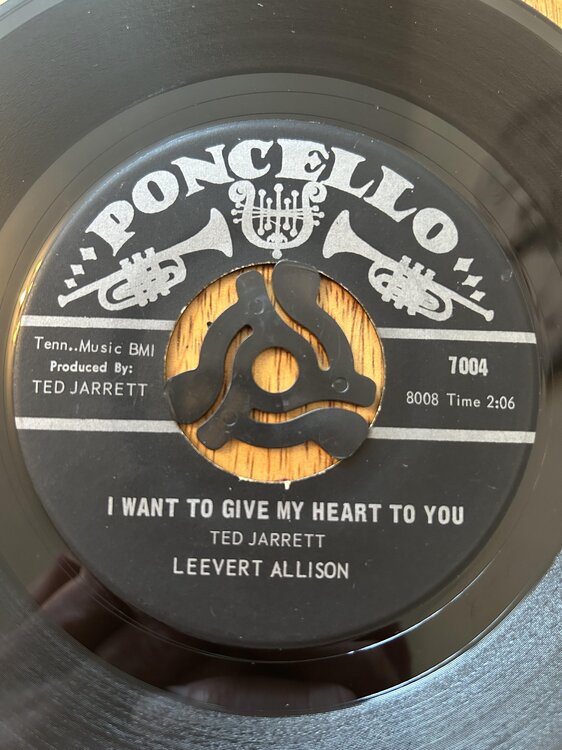 PONCELLO
Tenn..Music BMI
Produced By:
TED JARRETT
7004
8008 Time 2:06
I WANT TO GIVE MY HEART TO YOU
TED JARRETT
LEEVERT ALLISON